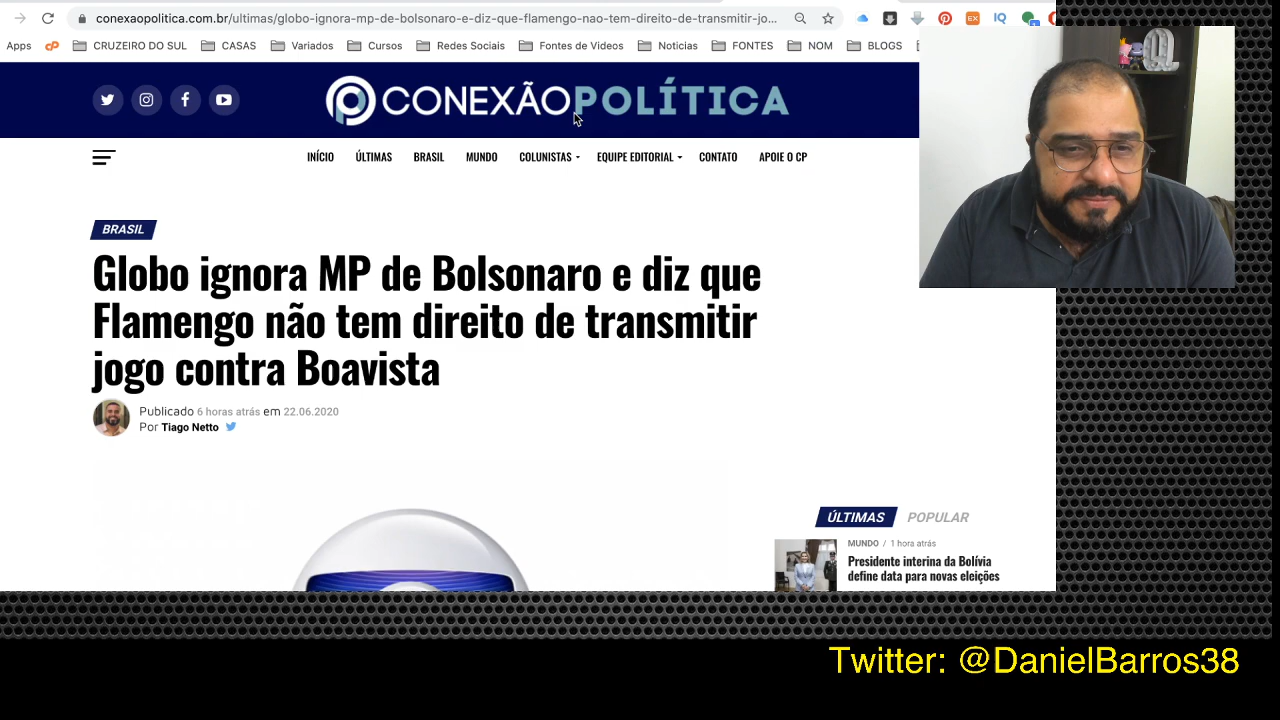 conexaopolitica.com.br/ultimas/globo-ignora-mp-de-bolsonaro-e-diz-que-flamengo-nao-tem-direito-de-transmitir-jo...
Apps CRUZEIRO DO SUL CASAS Variados Cursos Redes Sociais Fontes de Videos Noticias FONTES NOM BLOGS
CONEXÃOPOLÍTICA
INÍCIO ÚLTIMAS BRASIL MUNDO COLUNISTAS EQUIPE EDITORIAL CONTATO APOIE O CP
BRASIL
Globo ignora MP de Bolsonaro e diz que
Flamengo não tem direito de transmitir
jogo contra Boavista
Publicado 6 horas atrás em 22.06.2020
Por Tiago Netto
ÚLTIMAS POPULAR
MUNDO / 1 hora atrás
Presidente interina da Bolívia
define data para novas eleições
Twitter: @DanielBarros38